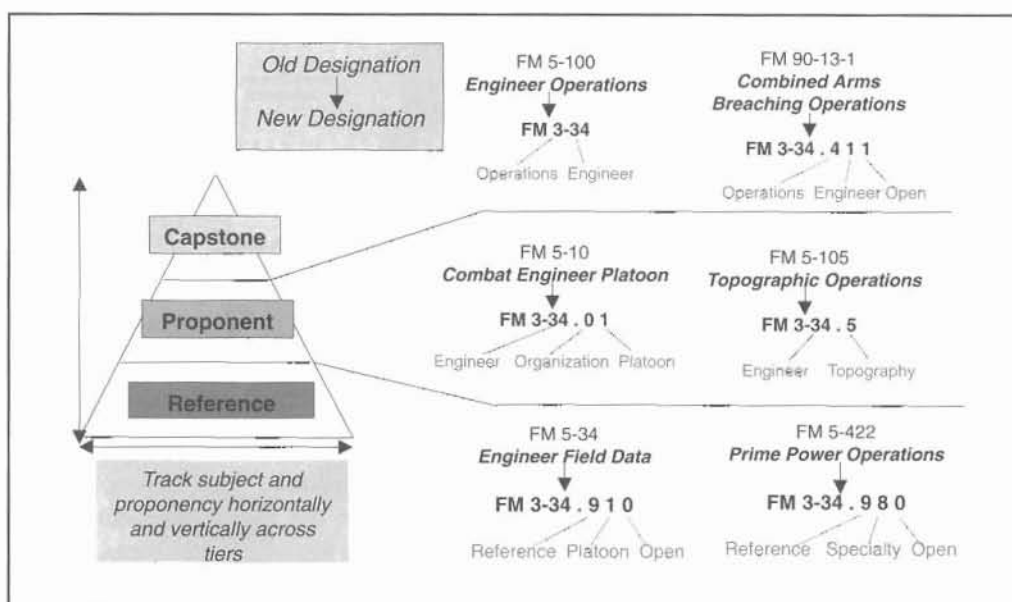 Old Designation
New Designation
FM 5-100
Engineer Operations
FM 3-34
Operations Engineer
FM 90-13-1
Combined Arms
Breaching Operations
FM 3-34.411
Operations Engineer Open
Capstone
Proponent
Reference
Track subject and
proponency horizontally
and vertically across
tiers
FM 5-10
Combat Engineer Platoon
FM 3-34.01
Engineer Organization Platoon
FM 5-105
Topographic Operations
FM 3-34.5
Engineer Topography
FM 5-34
Engineer Field Data
FM 3-34.910
Reference Platoon Open
FM 5-422
Prime Power Operations
FM 3-34.980
Reference Specialty Open